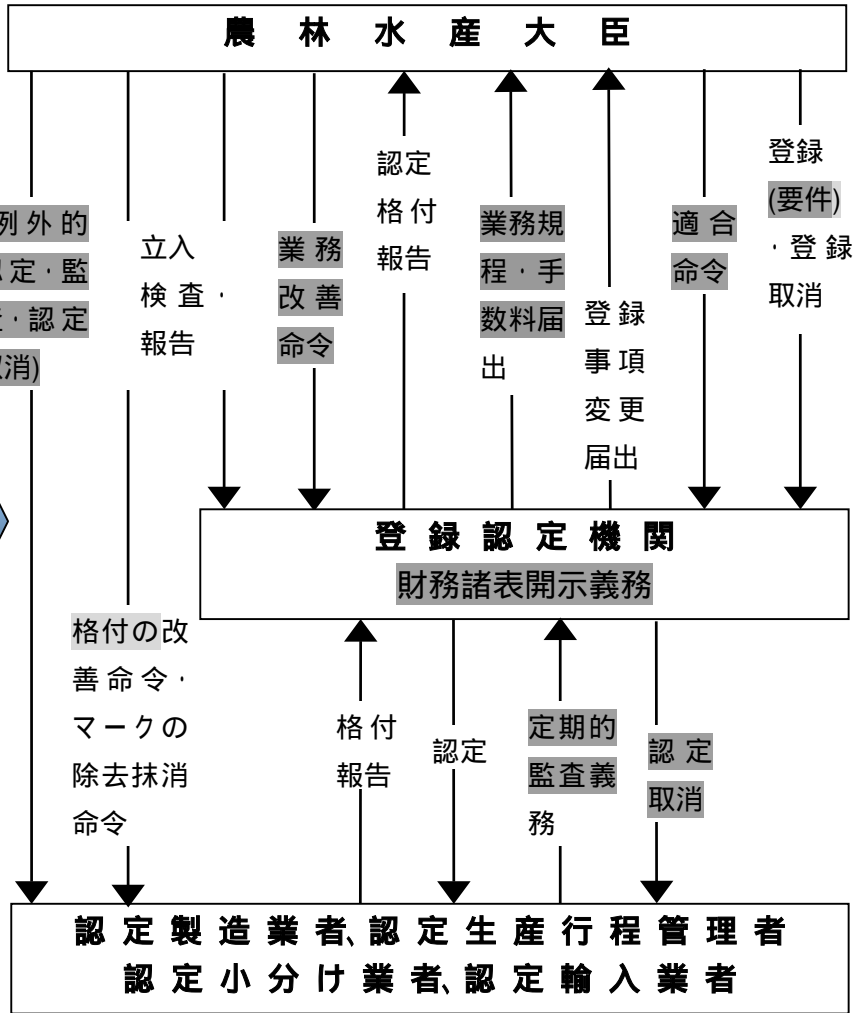 農林水産大臣
例外的
定・監
・認定
消)
立入
検査・
報告
業務
改善
命令
認定
格付
報告
業務規
程・手
数料届
出
登録
事項
変更
届出
適合
命令
登録
(要件)
・登録
取消
登録認定機関
財務諸表開示義務
格付の改
善命令・
マークの
除去抹消
命令
格付
報告
認定
定期的
監査義
務
認定
取消
認定製造業者、認定生産行程管理者
認定小分け業者、認定輸入業者